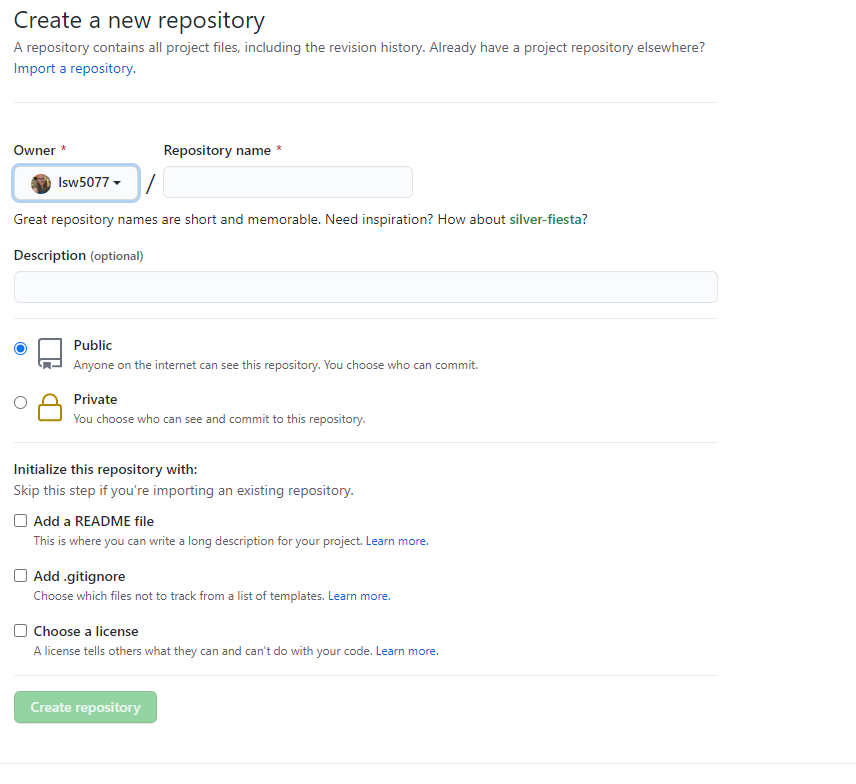 Create a new repository
A repository contains all project files, including the revision history. Already have a project repository elsewhere?
Import a repository.
Owner * Repository name *
lsw5077 /
Great repository names are short and memorable. Need inspiration? How about silver-fiesta?
Description (optional)
Public
Anyone on the internet can see this repository. You choose who can commit.
Private
You choose who can see and commit to this repository.
Initialize this repository with:
Skip this step if you're importing an existing repository.
Add a README file
This is where you can write a long description for your project. Learn more.
Add .gitignore
Choose which files not to track from a list of templates. Learn more.
Choose a license
A license tells others what they can and can't do with your code. Learn more.
Create repository